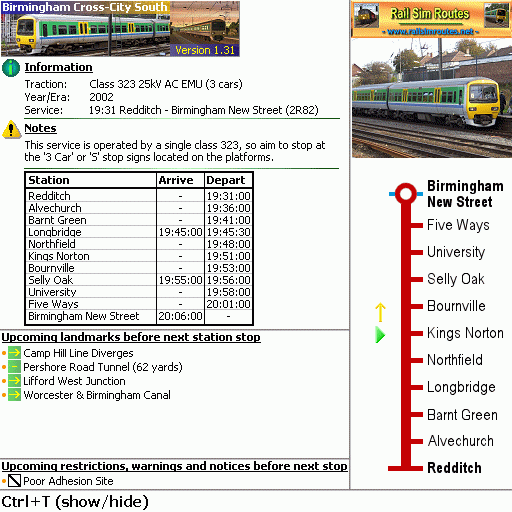 Birmingham Cross-City South
Version 1.31
Rail Sim Routes
- www.railsimroutes.net -
Information
Traction: Class 323 25kV AC EMU (3 cars)
Year/Era: 2002
Service: 19:31 Redditch - Birmingham New Street (2R82)
Notes
This service is operated by a single class 323, so aim to stop at
the '3 Car' or 'S' stop signs located on the platforms.
Station Arrive Depart
Redditch - 19:31:00
Alvechurch - 19:36:00
Barnt Green - 19:41:00
Longbridge 19:45:00 19:45:30
Northfield - 19:48:00
Kings Norton - 19:51:00
Bournville - 19:53:00
Selly Oak 19:55:00 19:56:00
University - 19:58:00
Five Ways - 20:01:00
Birmingham New Street 20:06:00 -
Upcoming landmarks before next station stop
Camp Hill Line Diverges
Pershore Road Tunnel (62 yards)
Lifford West Junction
Worcester & Birmingham Canal
Upcoming restrictions, warnings and notices before next stop
Poor Adhesion Site
Ctrl+T (show/hide)
Birmingham
New Street
Five Ways
University
Selly Oak
Bournville
Kings Norton
Northfield
Longbridge
Barnt Green
Alvechurch
Redditch